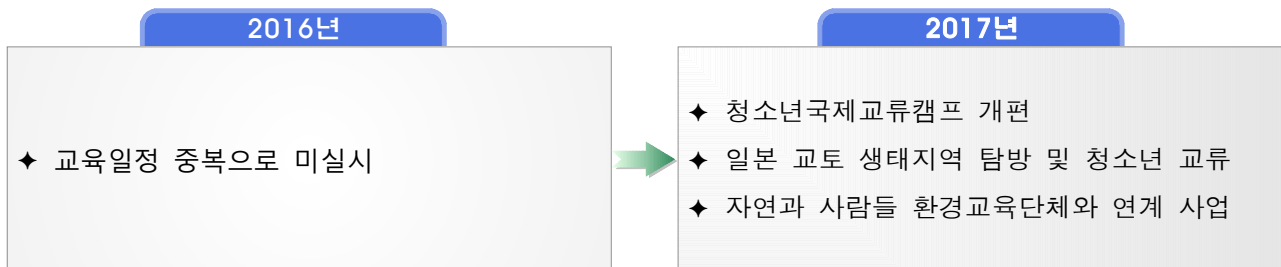 2016년
✦ 교육일정 중복으로 미실시
2017년
✦ 청소년국제교류캠프 개편
✦ 일본 교토 생태지역 탐방 및 청소년 교류
✦ 자연과 사람들 환경교육단체와 연계 사업